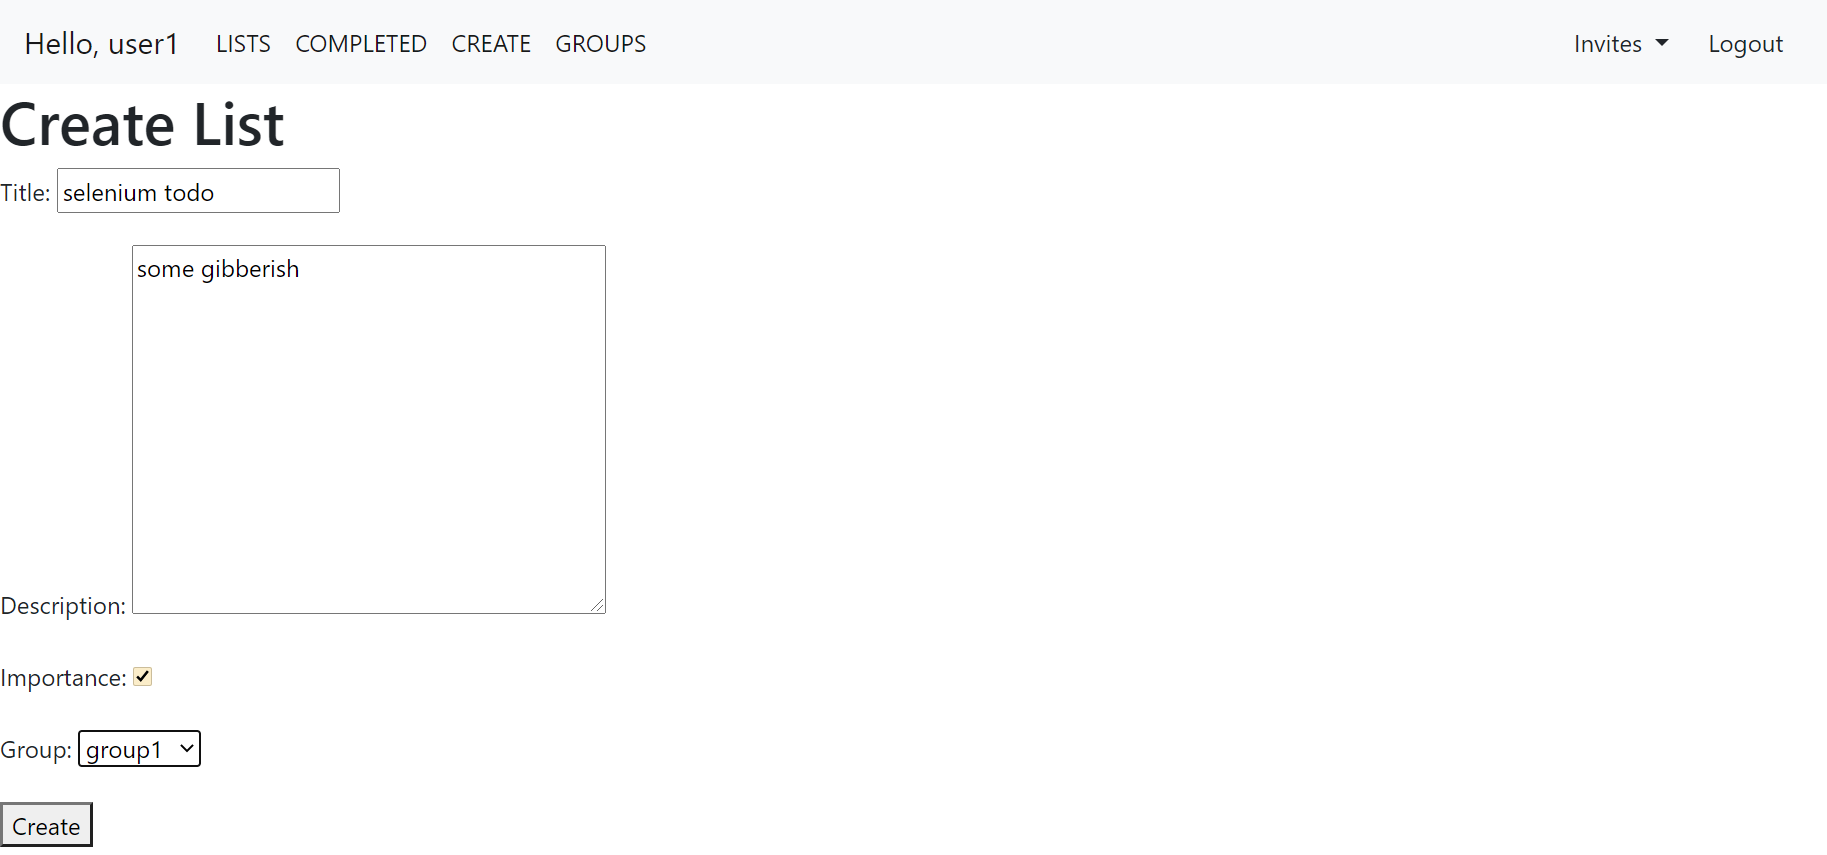 Hello, user1 LISTS COMPLETED CREATE GROUPS Invites Logout
Create List
Title: selenium todo
some gibberish
Description:
Importance:
Group: group1
Create